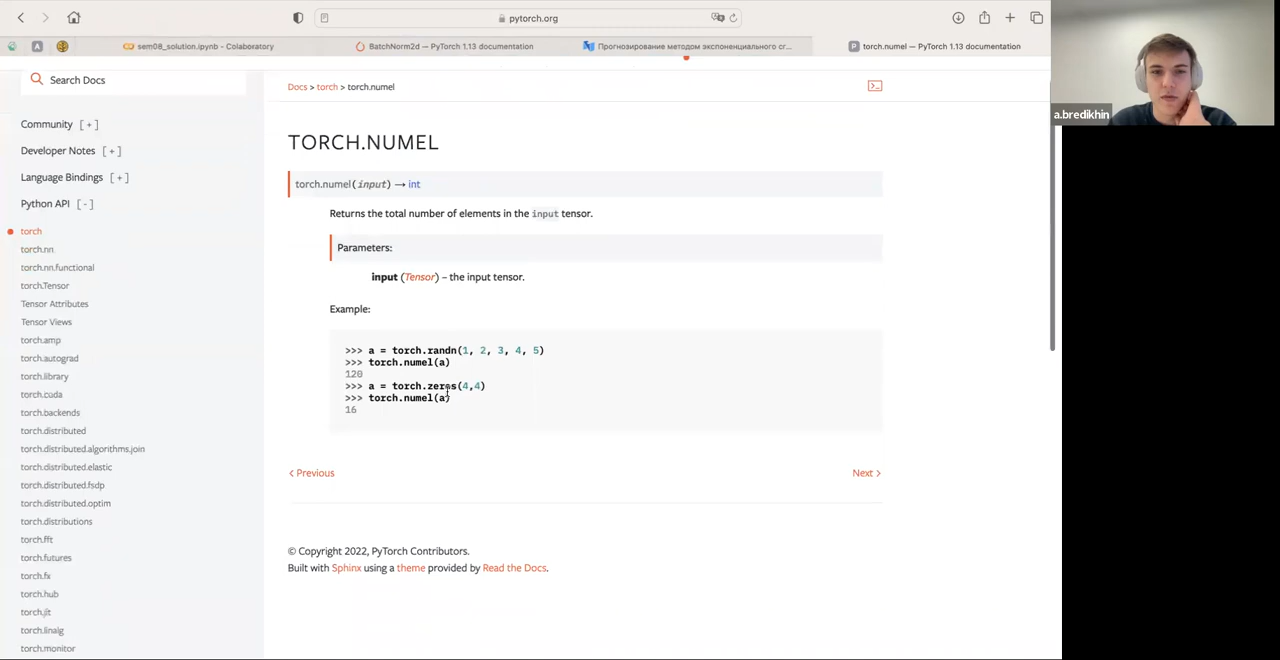 pytorch.org
sem08_solution.ipynb - Colaboratory
BatchNorm2d — PyTorch 1.13 documentation
Прогнозирование методом экспоненциального сг...
torch.numel — PyTorch 1.13 documentation
a.bredikhin
Search Docs
Community [+]
Developer Notes [+]
Language Bindings [+]
Python API [-]
torch
torch.nn
torch.nn.functional
torch.Tensor
Tensor Attributes
Tensor Views
torch.amp
torch.autograd
torch.library
torch.cuda
torch.backends
torch.distributed
torch.distributed.algorithms.join
torch.distributed.elastic
torch.distributed.fsdp
torch.distributed.optim
torch.distributions
torch.fft
torch.futures
torch.fx
torch.hub
torch.jit
torch.linalg
torch.monitor
Docs > torch > torch.numel
TORCH.NUMEL
torch.numel(input) → int
Returns the total number of elements in the input tensor.
Parameters:
input (Tensor) – the input tensor.
Example:
>>> a = torch.randn(1, 2, 3, 4, 5)
>>> torch.numel(a)
120
>>> a = torch.zeros(4,4)
>>> torch.numel(a)
16
< Previous
Next >
© Copyright 2022, PyTorch Contributors.
Built with Sphinx using a theme provided by Read the Docs.